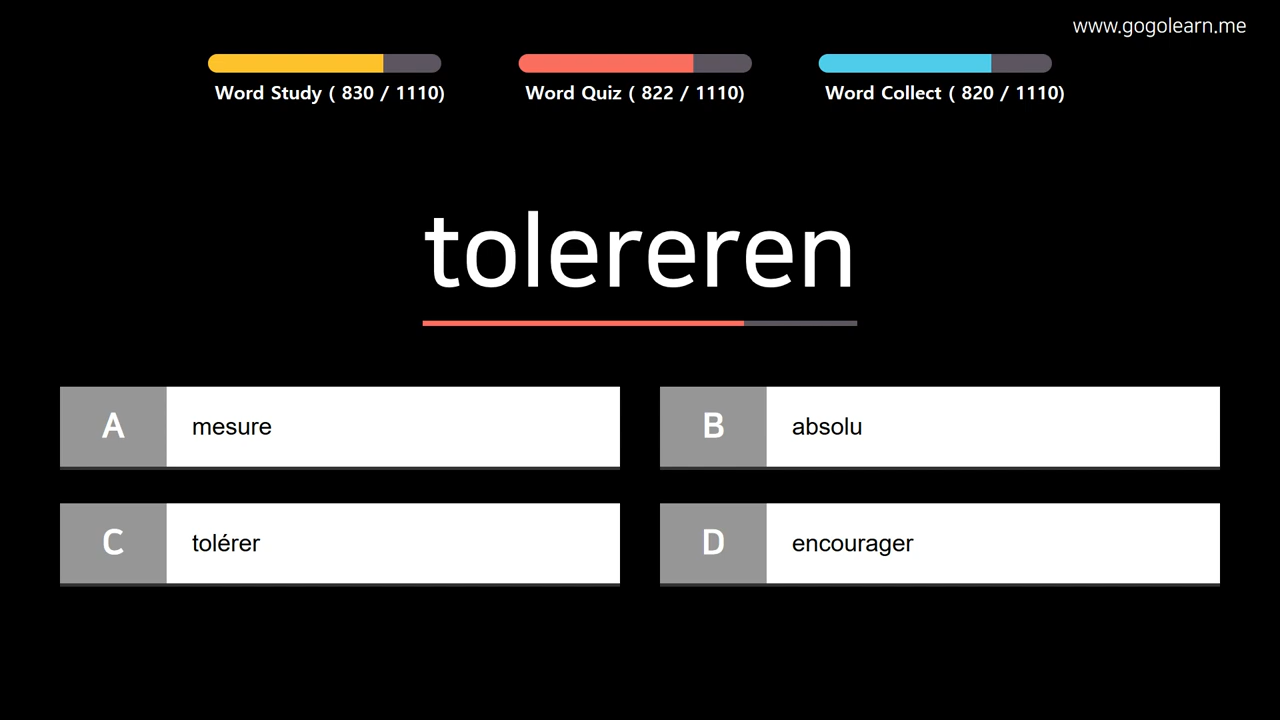 www.gogolearn.me
Word Study ( 830 / 1110)
Word Quiz ( 822 / 1110)
Word Collect ( 820 / 1110)
tolereren
A mesure
B absolu
C tolérer
D encourager